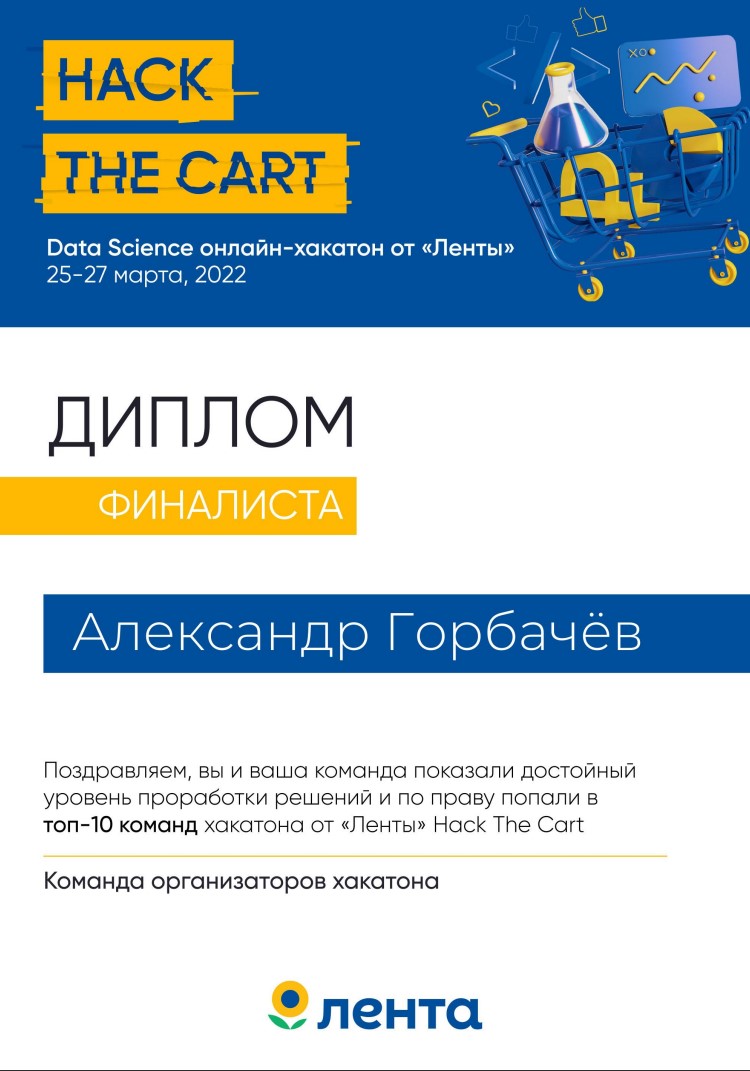 HACK
THE CART
Data Science онлайн-хакатон от «Ленты»
25-27 марта, 2022
ДИПЛОМ
ФИНАЛИСТА
Александр Горбачёв
Поздравляем, вы и ваша команда показали достойный
уровень проработки решений и по праву попали в
топ-10 команд хакатона от «Ленты» Hack The Cart
Команда организаторов хакатона
лента